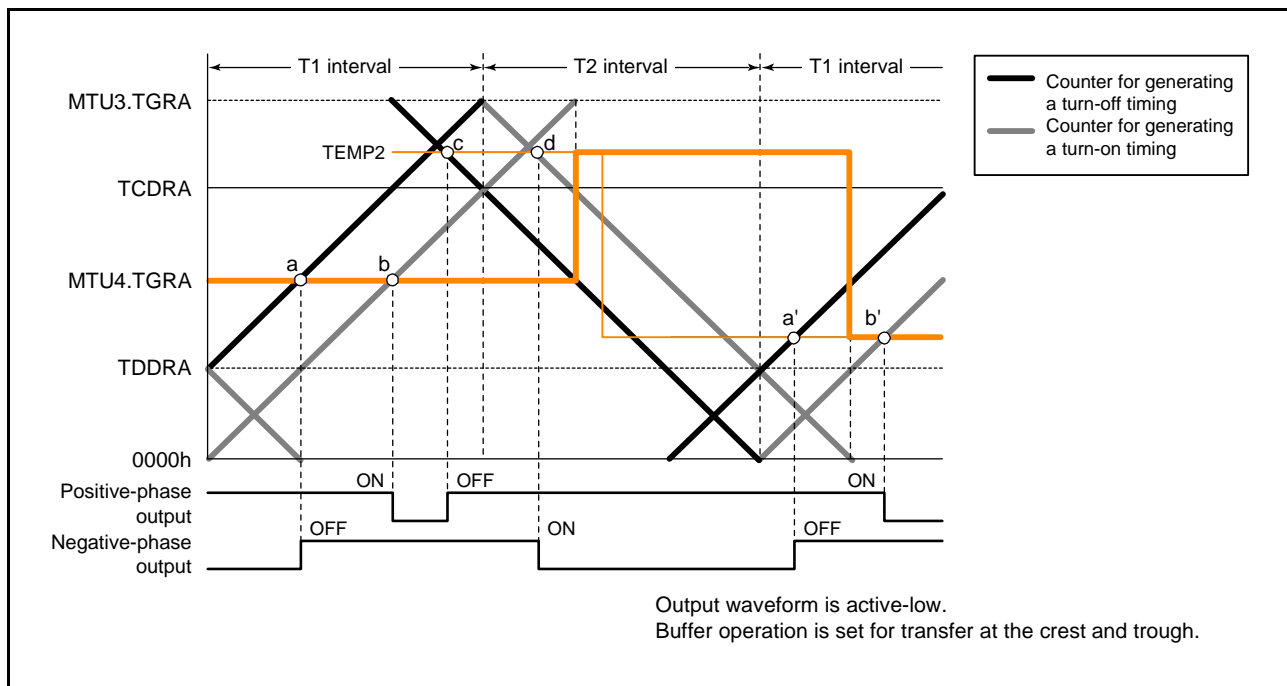 T1 interval
T2 interval
T1 interval
Counter for generating
a turn-off timing
Counter for generating
a turn-on timing
MTU3.TGRA
TEMP2
c
d
TCDRA
MTU4.TGRA
a
b
a'
b'
TDDRA
0000h
Positive-phase
output
ON
OFF
ON
Negative-phase
output
OFF
ON
OFF
Output waveform is active-low.
Buffer operation is set for transfer at the crest and trough.